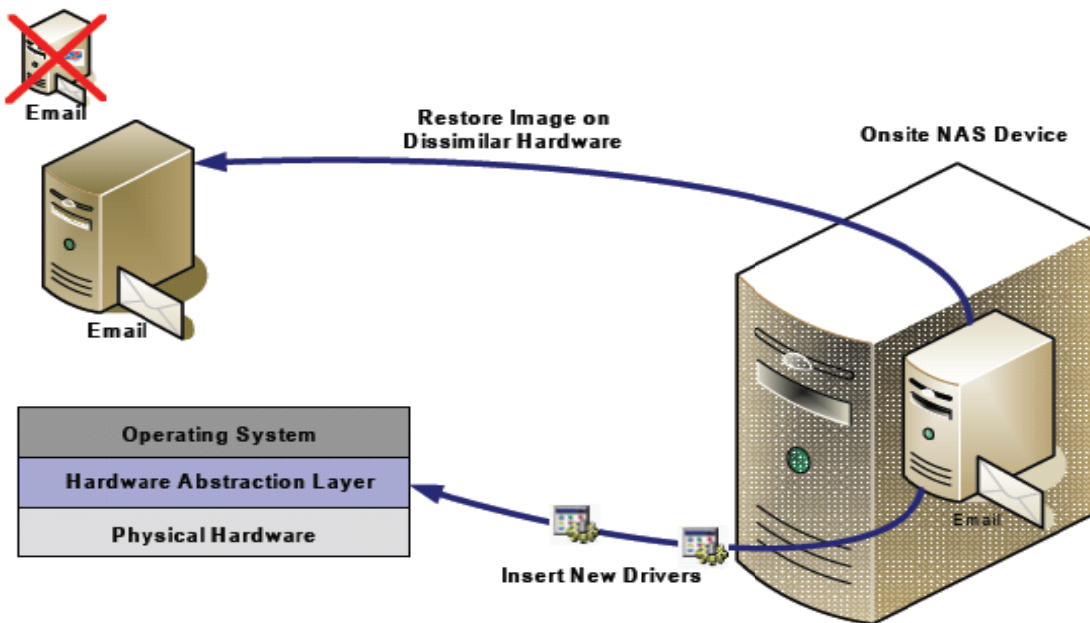 Email
Restore Image on
Dissimilar Hardware
Onsite NAS Device
Email
Operating System
Hardware Abstraction Layer
Physical Hardware
Insert New Drivers
Email